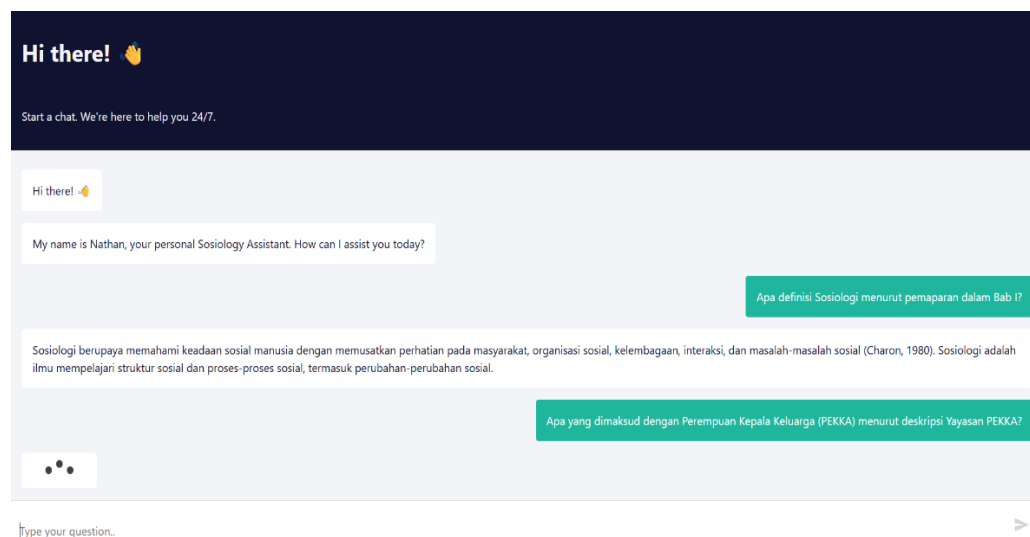 Hi there! 👋
Start a chat. We're here to help you 24/7.
Hi there! 👋
My name is Nathan, your personal Sosiology Assistant. How can I assist you today?
Apa definisi Sosiologi menurut pemaparan dalam Bab I?
Sosiologi berupaya memahami keadaan sosial manusia dengan memusatkan perhatian pada masyarakat, organisasi sosial, kelembagaan, interaksi, dan masalah-masalah sosial (Charon, 1980). Sosiologi adalah
ilmu mempelajari struktur sosial dan proses-proses sosial, termasuk perubahan-perubahan sosial.
Apa yang dimaksud dengan Perempuan Kepala Keluarga (PEKKA) menurut deskripsi Yayasan PEKKA?
Type your question..